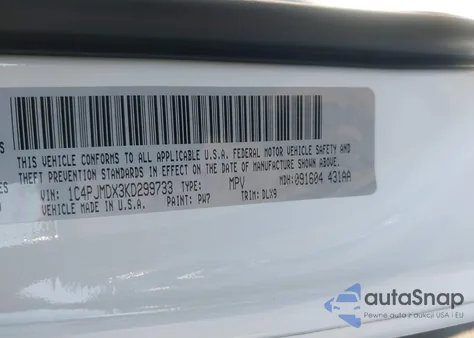 THIS VEHICLE CONFORMS TO ALL APPLICABLE U.S.A. FEDERAL MOTOR VEHICLE SAFETY AND
THEFT PREVENTION STANDARDS IN EFFECT ON THE DATE OF MANUFACTURE SHOWN ABOVE.
VIN: 1C4PJMDX3KD299733 TYPE: MPV MDH: 091604 431AA
VEHICLE MADE IN U.S.A. PAINT: PW7 TRIM: DLX9
autoSnap
Pewne auta z aukcji USA i EU